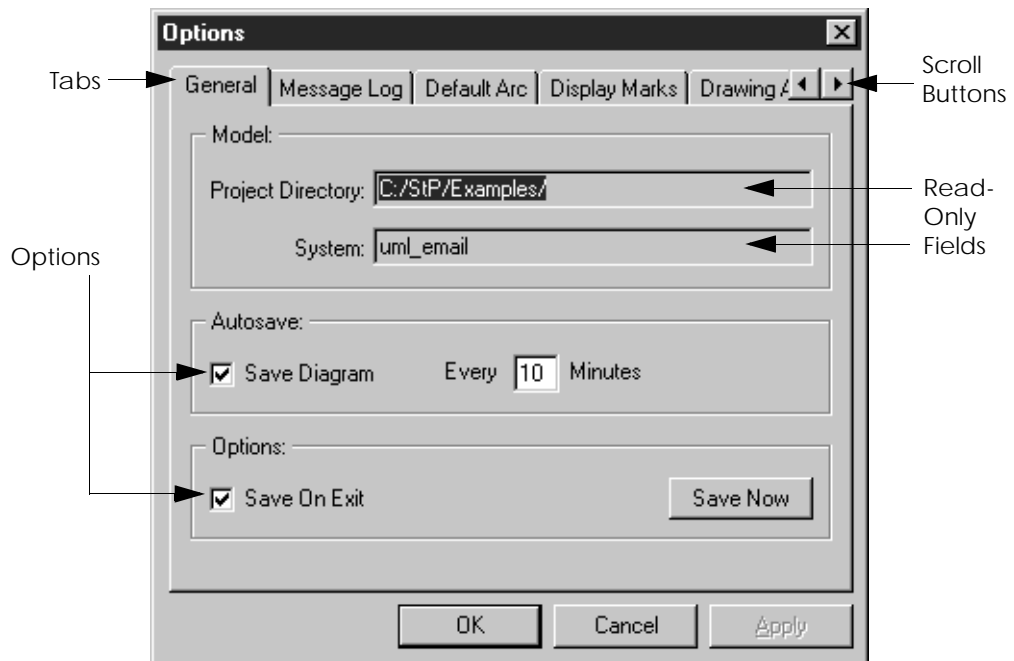 Options
Tabs
General
Message Log
Default Arc
Display Marks
Drawing A
Scroll
Buttons
Model:
Project Directory: C:/StP/Examples/
Read-
Only
Fields
System: uml_email
Options
Autosave:
Save Diagram Every 10 Minutes
Options:
Save On Exit
Save Now
OK
Cancel
Apply